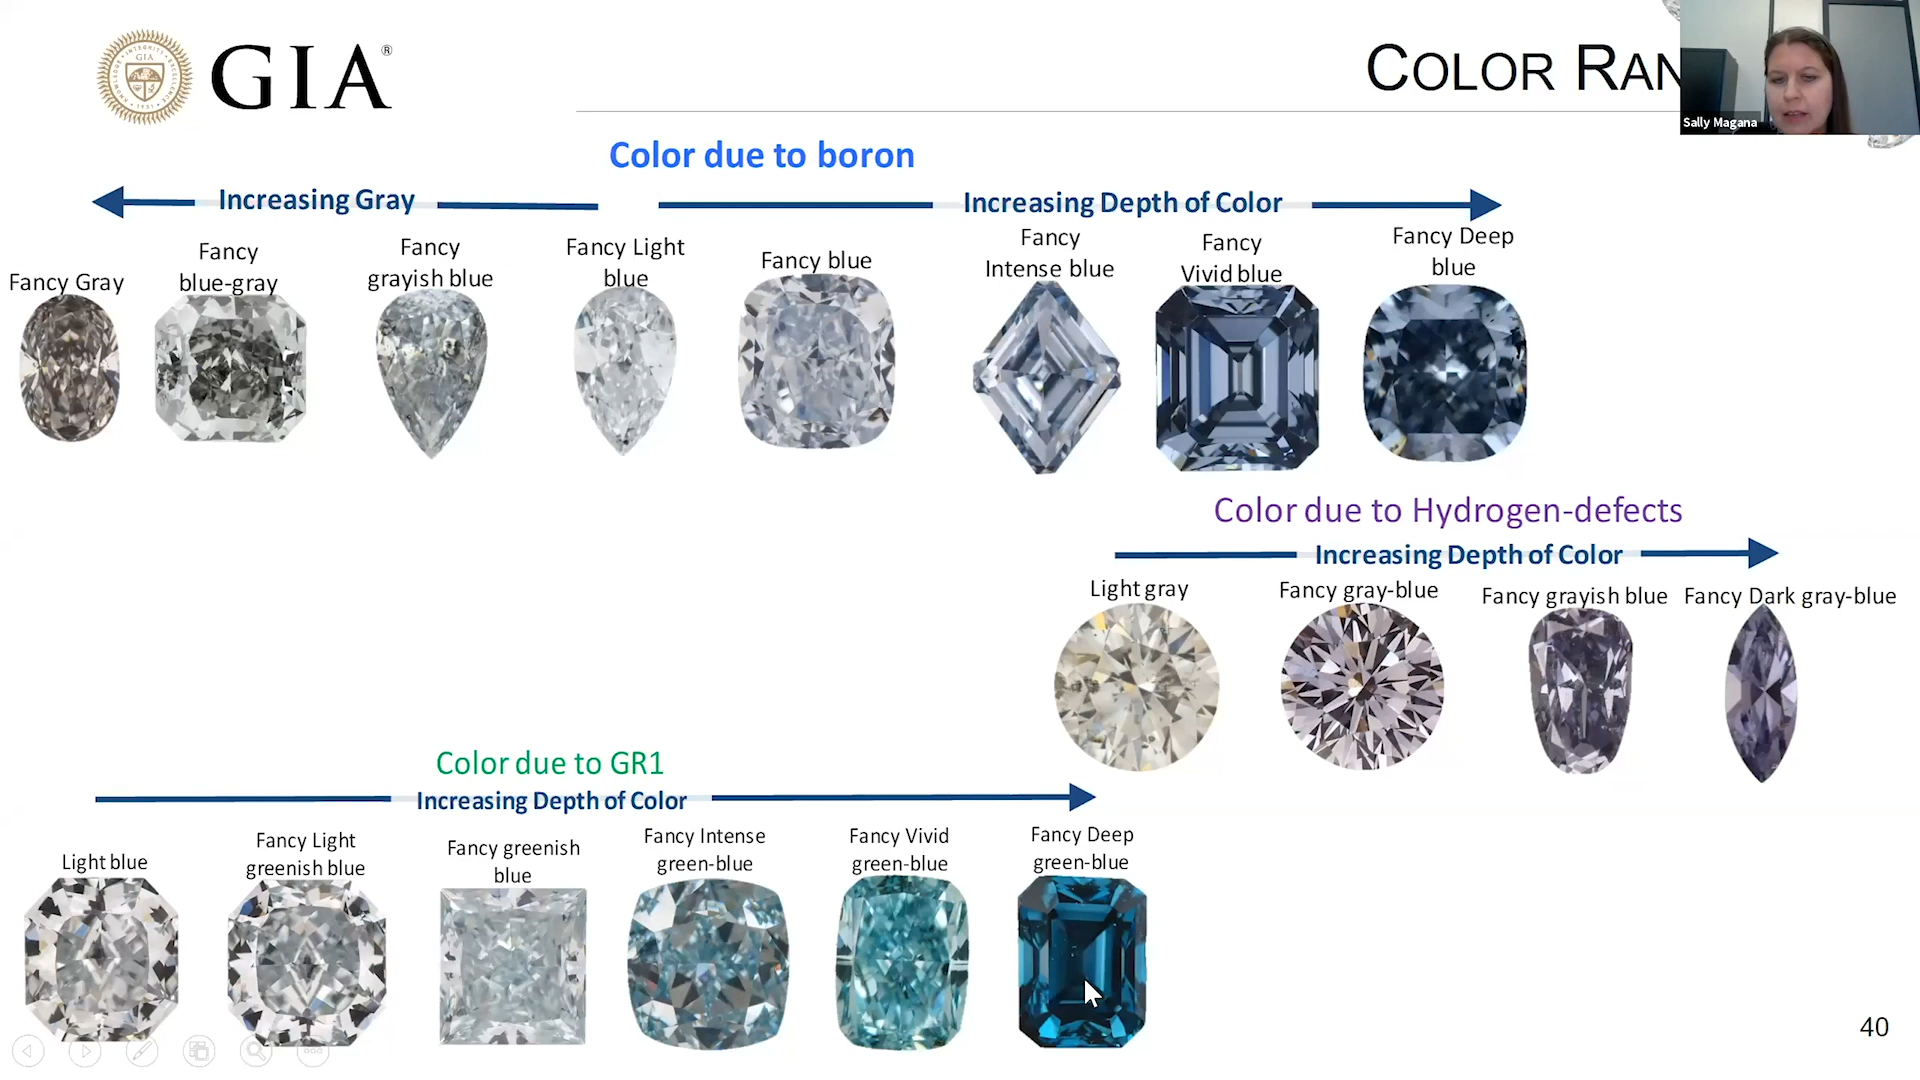 GIA®
COLOR RAN
Sally Magana
Color due to boron
Increasing Gray
Increasing Depth of Color
Fancy Gray
Fancy
blue-gray
Fancy
grayish blue
Fancy Light
blue
Fancy blue
Fancy
Intense blue
Fancy
Vivid blue
Fancy Deep
blue
Color due to Hydrogen-defects
Increasing Depth of Color
Light gray
Fancy gray-blue
Fancy grayish blue
Fancy Dark gray-blue
Color due to GR1
Increasing Depth of Color
Light blue
Fancy Light
greenish blue
Fancy greenish
blue
Fancy Intense
green-blue
Fancy Vivid
green-blue
Fancy Deep
green-blue
40